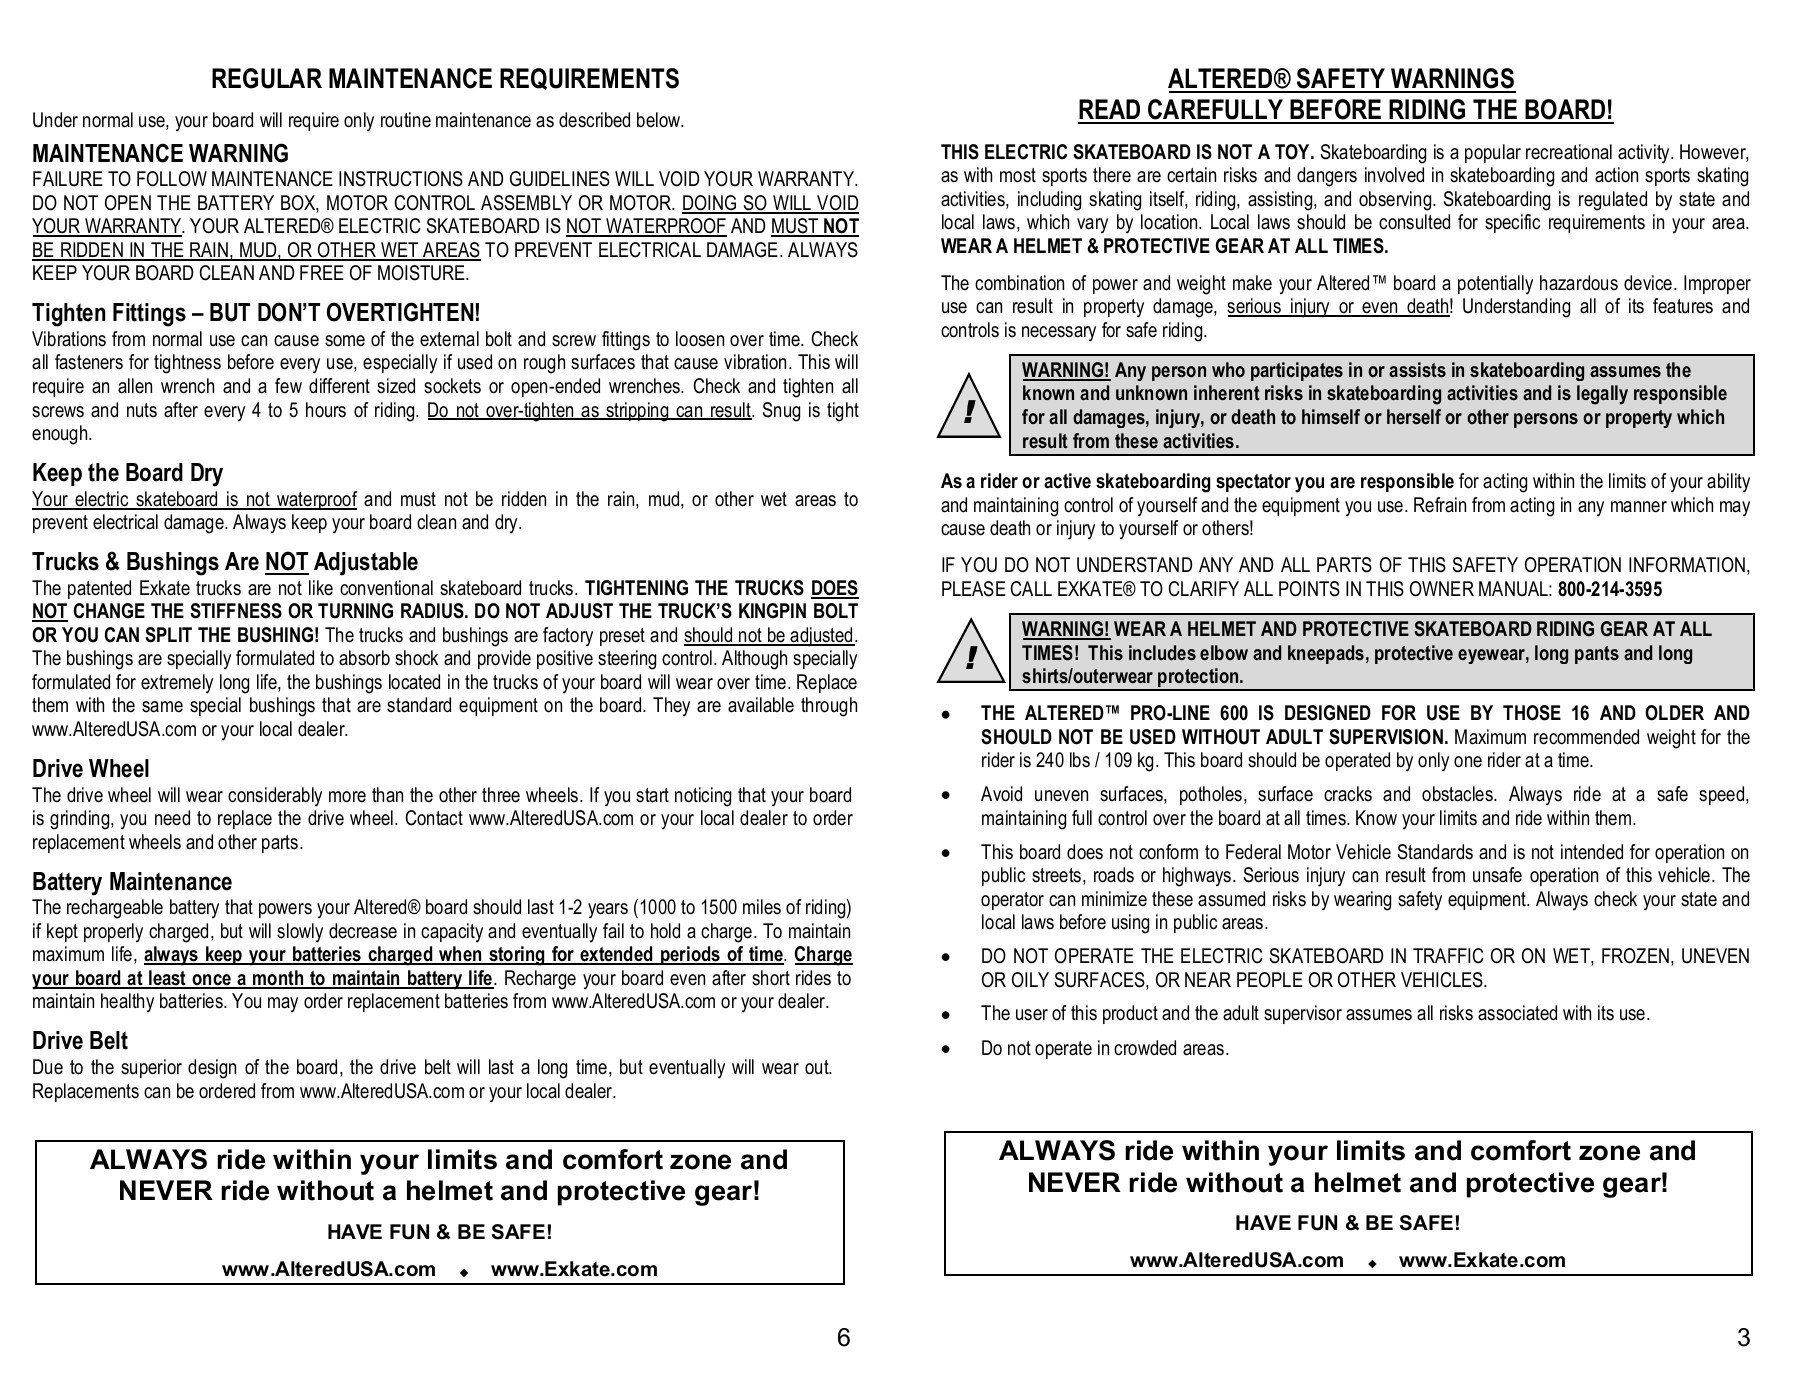 REGULAR MAINTENANCE REQUIREMENTS
Under normal use, your board will require only routine maintenance as described below.
MAINTENANCE WARNING
FAILURE TO FOLLOW MAINTENANCE INSTRUCTIONS AND GUIDELINES WILL VOID YOUR WARRANTY.
DO NOT OPEN THE BATTERY BOX, MOTOR CONTROL ASSEMBLY OR MOTOR. DOING SO WILL VOID
YOUR WARRANTY. YOUR ALTERED® ELECTRIC SKATEBOARD IS NOT WATERPROOF AND MUST NOT
BE RIDDEN IN THE RAIN, MUD, OR OTHER WET AREAS TO PREVENT ELECTRICAL DAMAGE. ALWAYS
KEEP YOUR BOARD CLEAN AND FREE OF MOISTURE.
Tighten Fittings – BUT DON'T OVERTIGHTEN!
Vibrations from normal use can cause some of the external bolt and screw fittings to loosen over time. Check
all fasteners for tightness before every use, especially if used on rough surfaces that cause vibration. This will
require an allen wrench and a few different sized sockets or open-ended wrenches. Check and tighten all
screws and nuts after every 4 to 5 hours of riding. Do not over-tighten as stripping can result. Snug is tight
enough.
Keep the Board Dry
Your electric skateboard is not waterproof and must not be ridden in the rain, mud, or other wet areas to
prevent electrical damage. Always keep your board clean and dry.
Trucks & Bushings Are NOT Adjustable
The patented Exkate trucks are not like conventional skateboard trucks. TIGHTENING THE TRUCKS DOES
NOT CHANGE THE STIFFNESS OR TURNING RADIUS. DO NOT ADJUST THE TRUCK'S KINGPIN BOLT
OR YOU CAN SPLIT THE BUSHING! The trucks and bushings are factory preset and should not be adjusted.
The bushings are specially formulated to absorb shock and provide positive steering control. Although specially
formulated for extremely long life, the bushings located in the trucks of your board will wear over time. Replace
them with the same special bushings that are standard equipment on the board. They are available through
www.AlteredUSA.com or your local dealer.
Drive Wheel
The drive wheel will wear considerably more than the other three wheels. If you start noticing that your board
is grinding, you need to replace the drive wheel. Contact www.AlteredUSA.com or your local dealer to order
replacement wheels and other parts.
Battery Maintenance
The rechargeable battery that powers your Altered® board should last 1-2 years (1000 to 1500 miles of riding)
if kept properly charged, but will slowly decrease in capacity and eventually fail to hold a charge. To maintain
maximum life, always keep your batteries charged when storing for extended periods of time. Charge
your board at least once a month to maintain battery life. Recharge your board even after short rides to
maintain healthy batteries. You may order replacement batteries from www.AlteredUSA.com or your dealer.
Drive Belt
Due to the superior design of the board, the drive belt will last a long time, but eventually will wear out.
Replacements can be ordered from www.AlteredUSA.com or your local dealer.
ALWAYS ride within your limits and comfort zone and
NEVER ride without a helmet and protective gear!
HAVE FUN & BE SAFE!
www.AlteredUSA.com ◆ www.Exkate.com
6
ALTERED® SAFETY WARNINGS
READ CAREFULLY BEFORE RIDING THE BOARD!
THIS ELECTRIC SKATEBOARD IS NOT A TOY. Skateboarding is a popular recreational activity. However,
as with most sports there are certain risks and dangers involved in skateboarding and action sports skating
activities, including skating itself, riding, assisting, and observing. Skateboarding is regulated by state and
local laws, which vary by location. Local laws should be consulted for specific requirements in your area.
WEAR A HELMET & PROTECTIVE GEAR AT ALL TIMES.
The combination of power and weight make your Altered™ board a potentially hazardous device. Improper
use can result in property damage, serious injury or even death! Understanding all of its features and
controls is necessary for safe riding.
!
WARNING! Any person who participates in or assists in skateboarding assumes the
known and unknown inherent risks in skateboarding activities and is legally responsible
for all damages, injury, or death to himself or herself or other persons or property which
result from these activities.
As a rider or active skateboarding spectator you are responsible for acting within the limits of your ability
and maintaining control of yourself and the equipment you use. Refrain from acting in any manner which may
cause death or injury to yourself or others!
IF YOU DO NOT UNDERSTAND ANY AND ALL PARTS OF THIS SAFETY OPERATION INFORMATION,
PLEASE CALL EXKATE® TO CLARIFY ALL POINTS IN THIS OWNER MANUAL: 800-214-3595
!
WARNING! WEAR A HELMET AND PROTECTIVE SKATEBOARD RIDING GEAR AT ALL
TIMES! This includes elbow and kneepads, protective eyewear, long pants and long
shirts/outerwear protection.
• THE ALTERED™ PRO-LINE 600 IS DESIGNED FOR USE BY THOSE 16 AND OLDER AND
SHOULD NOT BE USED WITHOUT ADULT SUPERVISION. Maximum recommended weight for the
rider is 240 lbs / 109 kg. This board should be operated by only one rider at a time.
• Avoid uneven surfaces, potholes, surface cracks and obstacles. Always ride at a safe speed,
maintaining full control over the board at all times. Know your limits and ride within them.
• This board does not conform to Federal Motor Vehicle Standards and is not intended for operation on
public streets, roads or highways. Serious injury can result from unsafe operation of this vehicle. The
operator can minimize these assumed risks by wearing safety equipment. Always check your state and
local laws before using in public areas.
• DO NOT OPERATE THE ELECTRIC SKATEBOARD IN TRAFFIC OR ON WET, FROZEN, UNEVEN
OR OILY SURFACES, OR NEAR PEOPLE OR OTHER VEHICLES.
• The user of this product and the adult supervisor assumes all risks associated with its use.
• Do not operate in crowded areas.
ALWAYS ride within your limits and comfort zone and
NEVER ride without a helmet and protective gear!
HAVE FUN & BE SAFE!
www.AlteredUSA.com ◆ www.Exkate.com
3